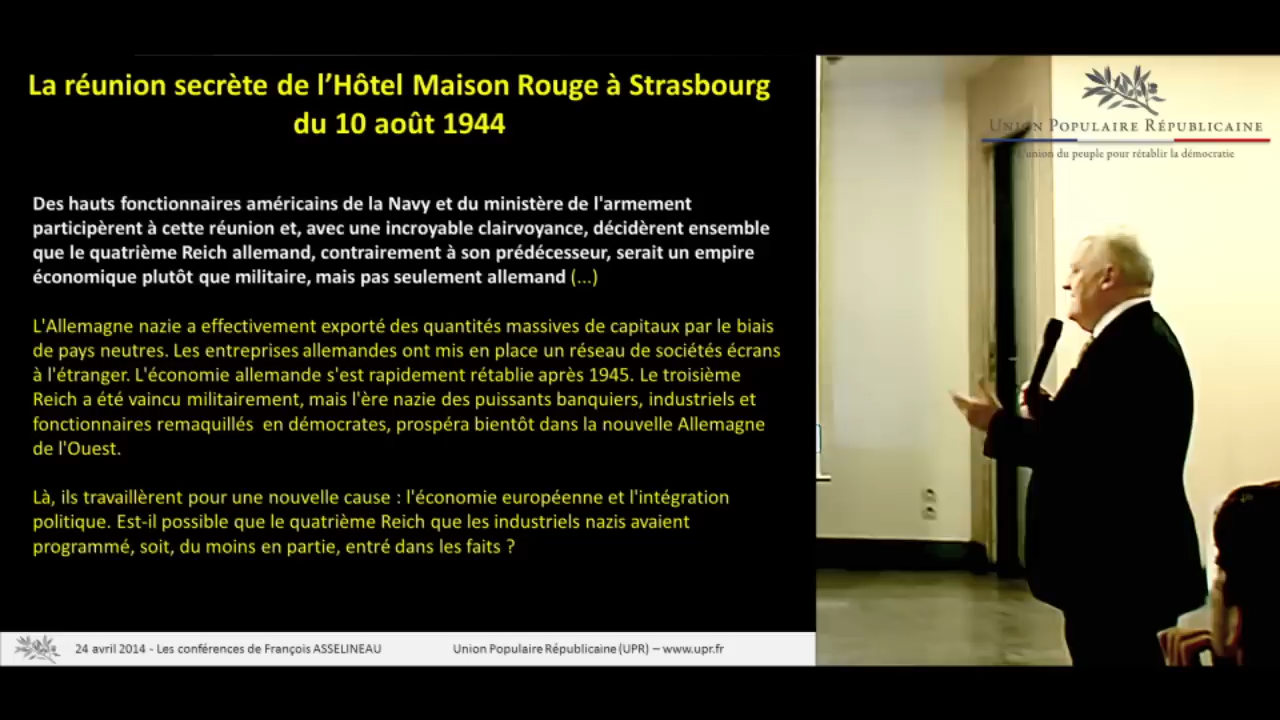 La réunion secrète de l’Hôtel Maison Rouge à Strasbourg
du 10 août 1944
Des hauts fonctionnaires américains de la Navy et du ministère de l'armement
participèrent à cette réunion et, avec une incroyable clairvoyance, décidèrent ensemble
que le quatrième Reich allemand, contrairement à son prédécesseur, serait un empire
économique plutôt que militaire, mais pas seulement allemand (...)
L'Allemagne nazie a effectivement exporté des quantités massives de capitaux par le biais
de pays neutres. Les entreprises allemandes ont mis en place un réseau de sociétés écrans
à l'étranger. L'économie allemande s'est rapidement rétablie après 1945. Le troisième
Reich a été vaincu militairement, mais l'ère nazie des puissants banquiers, industriels et
fonctionnaires remaquillés en démocrates, prospéra bientôt dans la nouvelle Allemagne
de l'Ouest.
Là, ils travaillèrent pour une nouvelle cause : l'économie européenne et l'intégration
politique. Est-il possible que le quatrième Reich que les industriels nazis avaient
programmé, soit, du moins en partie, entré dans les faits ?
24 avril 2014 - Les conférences de François ASSELINEAU
Union Populaire Républicaine (UPR) – www.upr.fr
Union Populaire Républicaine
L'union du peuple pour rétablir la démocratie